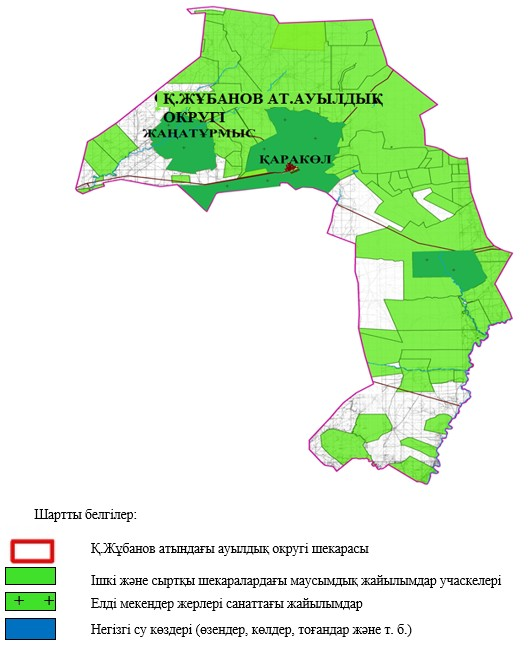 Қ.ЖҰБАНОВ АТ.АУЫЛДЫҚ
ОКРУГІ
ЖАҢАТҰРМЫС
ҚАРАКӨЛ
Шартты белгілер:
Қ.Жұбанов атындағы ауылдық округі шекарасы
Ішкі және сыртқы шекаралардағы маусымдық жайылымдар учаскелері
Елді мекендер жерлері санаттағы жайылымдар
Негізгі су көздері (өзендер, көлдер, тоғандар және т. б.)